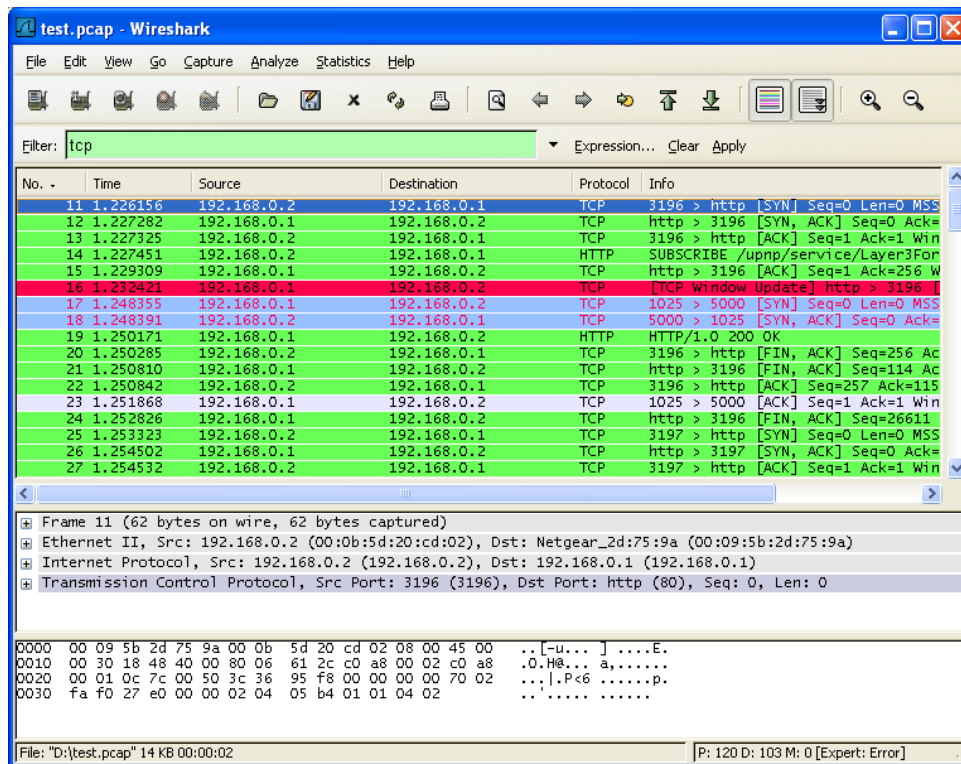 test.pcap - Wireshark
File Edit View Go Capture Analyze Statistics Help
Filter: tcp Expression... Clear Apply
No. Time Source Destination Protocol Info
11 1.226156 192.168.0.2 192.168.0.1 TCP 3196 > http [SYN] Seq=0 Len=0 MSS
12 1.227282 192.168.0.1 192.168.0.2 TCP http > 3196 [SYN, ACK] Seq=0 Ack=
13 1.227325 192.168.0.2 192.168.0.1 TCP 3196 > http [ACK] Seq=1 Ack=1 Win
14 1.227451 192.168.0.2 192.168.0.1 HTTP SUBSCRIBE /upnp/service/Layer3For
15 1.229309 192.168.0.1 192.168.0.2 TCP http > 3196 [ACK] Seq=1 Ack=256 W
16 1.232421 192.168.0.1 192.168.0.2 TCP [TCP Window Update] http > 3196 [
17 1.248355 192.168.0.1 192.168.0.2 TCP 1025 > 5000 [SYN] Seq=0 Len=0 MSS
18 1.248391 192.168.0.2 192.168.0.1 TCP 5000 > 1025 [SYN, ACK] Seq=0 Ack=
19 1.250171 192.168.0.1 192.168.0.2 HTTP HTTP/1.0 200 OK
20 1.250285 192.168.0.2 192.168.0.1 TCP 3196 > http [FIN, ACK] Seq=256 Ac
21 1.250810 192.168.0.1 192.168.0.2 TCP http > 3196 [FIN, ACK] Seq=114 Ac
22 1.250842 192.168.0.2 192.168.0.1 TCP 3196 > http [ACK] Seq=257 Ack=115
23 1.251868 192.168.0.1 192.168.0.2 TCP 1025 > 5000 [ACK] Seq=1 Ack=1 Win
24 1.252826 192.168.0.1 192.168.0.2 TCP http > 3196 [FIN, ACK] Seq=26611
25 1.253323 192.168.0.2 192.168.0.1 TCP 3197 > http [SYN] Seq=0 Len=0 MSS
26 1.254502 192.168.0.1 192.168.0.2 TCP http > 3197 [SYN, ACK] Seq=0 Ack=
27 1.254532 192.168.0.2 192.168.0.1 TCP 3197 > http [ACK] Seq=1 Ack=1 Win
Frame 11 (62 bytes on wire, 62 bytes captured)
Ethernet II, Src: 192.168.0.2 (00:0b:5d:20:cd:02), Dst: Netgear_2d:75:9a (00:09:5b:2d:75:9a)
Internet Protocol, Src: 192.168.0.2 (192.168.0.2), Dst: 192.168.0.1 (192.168.0.1)
Transmission Control Protocol, Src Port: 3196 (3196), Dst Port: http (80), Seq: 0, Len: 0
0000 00 09 5b 2d 75 9a 00 0b 5d 20 cd 02 08 00 45 00 ..[-u... ] ....E.
0010 00 30 18 48 40 00 80 06 61 2c c0 a8 00 02 c0 a8 .0.H@... a,......
0020 00 01 0c 7c 00 50 3c 36 95 f8 00 00 00 00 70 02 ...|.P<6 ......p.
0030 fa f0 27 e0 00 00 02 04 05 b4 01 01 04 02 ..'..... ......
File: "D:\test.pcap" 14 KB 00:00:02 P: 120 D: 103 M: 0 [Expert: Error]